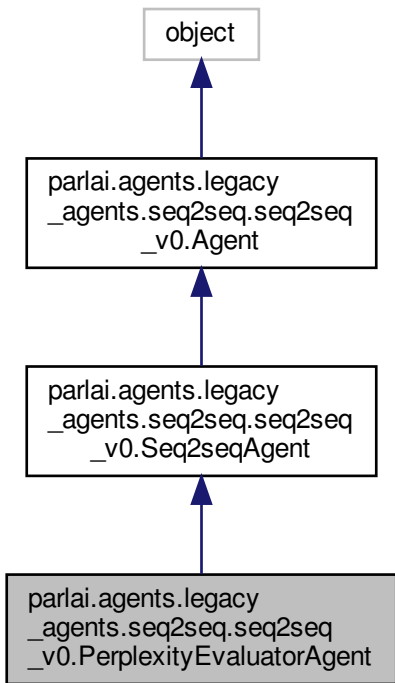 object
parlai.agents.legacy
_agents.seq2seq.seq2seq
_v0.Agent
parlai.agents.legacy
_agents.seq2seq.seq2seq
_v0.Seq2seqAgent
parlai.agents.legacy
_agents.seq2seq.seq2seq
_v0.PerplexityEvaluatorAgent